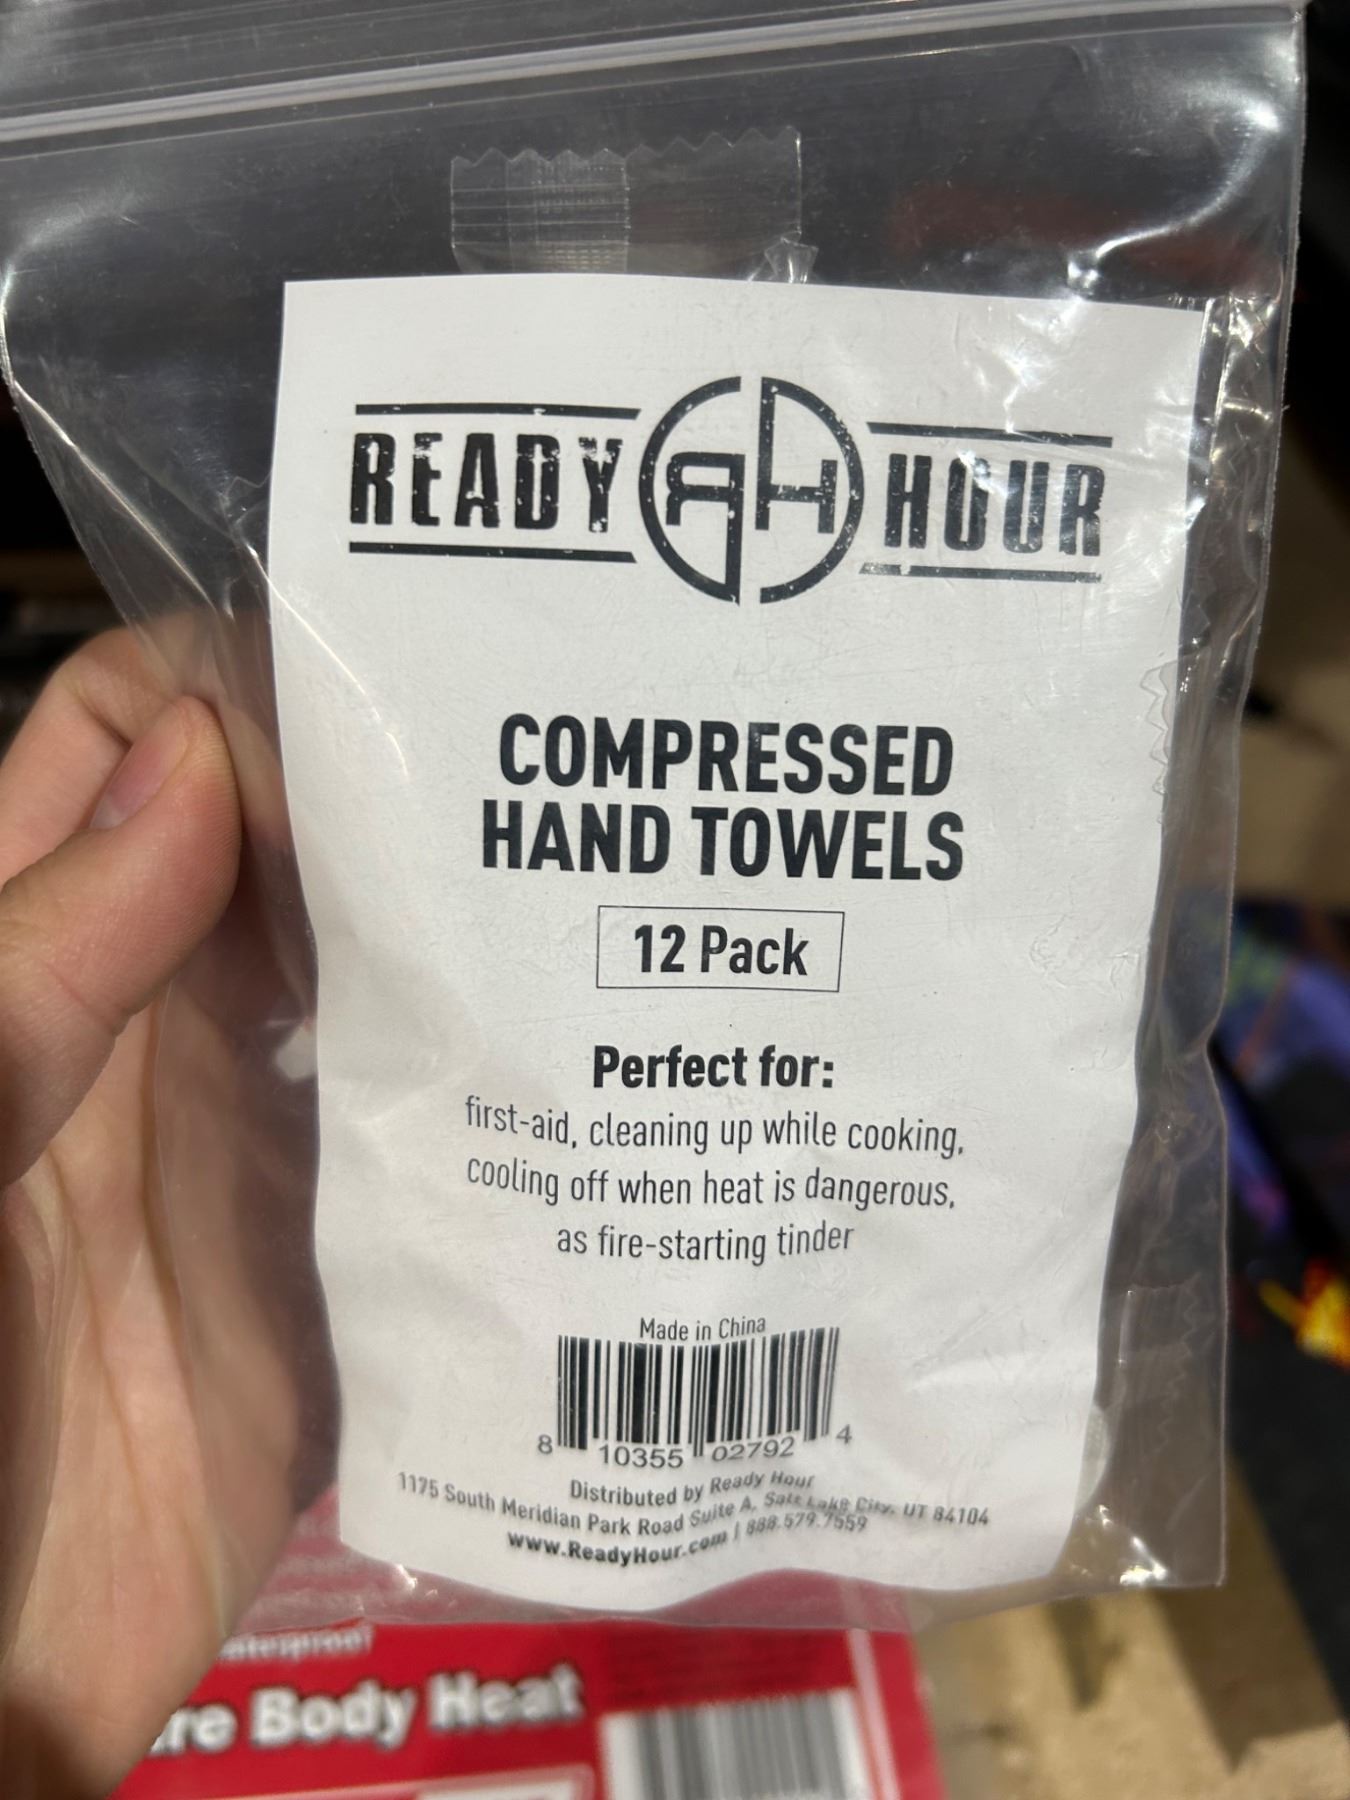 READY RH HOUR
COMPRESSED
HAND TOWELS
12 Pack
Perfect for:
first-aid, cleaning up while cooking,
cooling off when heat is dangerous,
as fire-starting tinder
Made in China
8 10355 02792 4
Distributed by Ready Hour
1175 South Meridian Park Road Suite A, Salt Lake City, UT 84104
www.ReadyHour.com | 888.579.7559
Body Heat